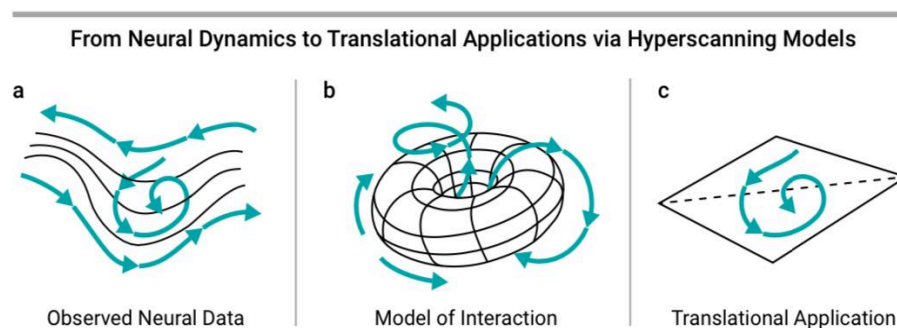 From Neural Dynamics to Translational Applications via Hyperscanning Models
a
b
c
Observed Neural Data
Model of Interaction
Translational Application